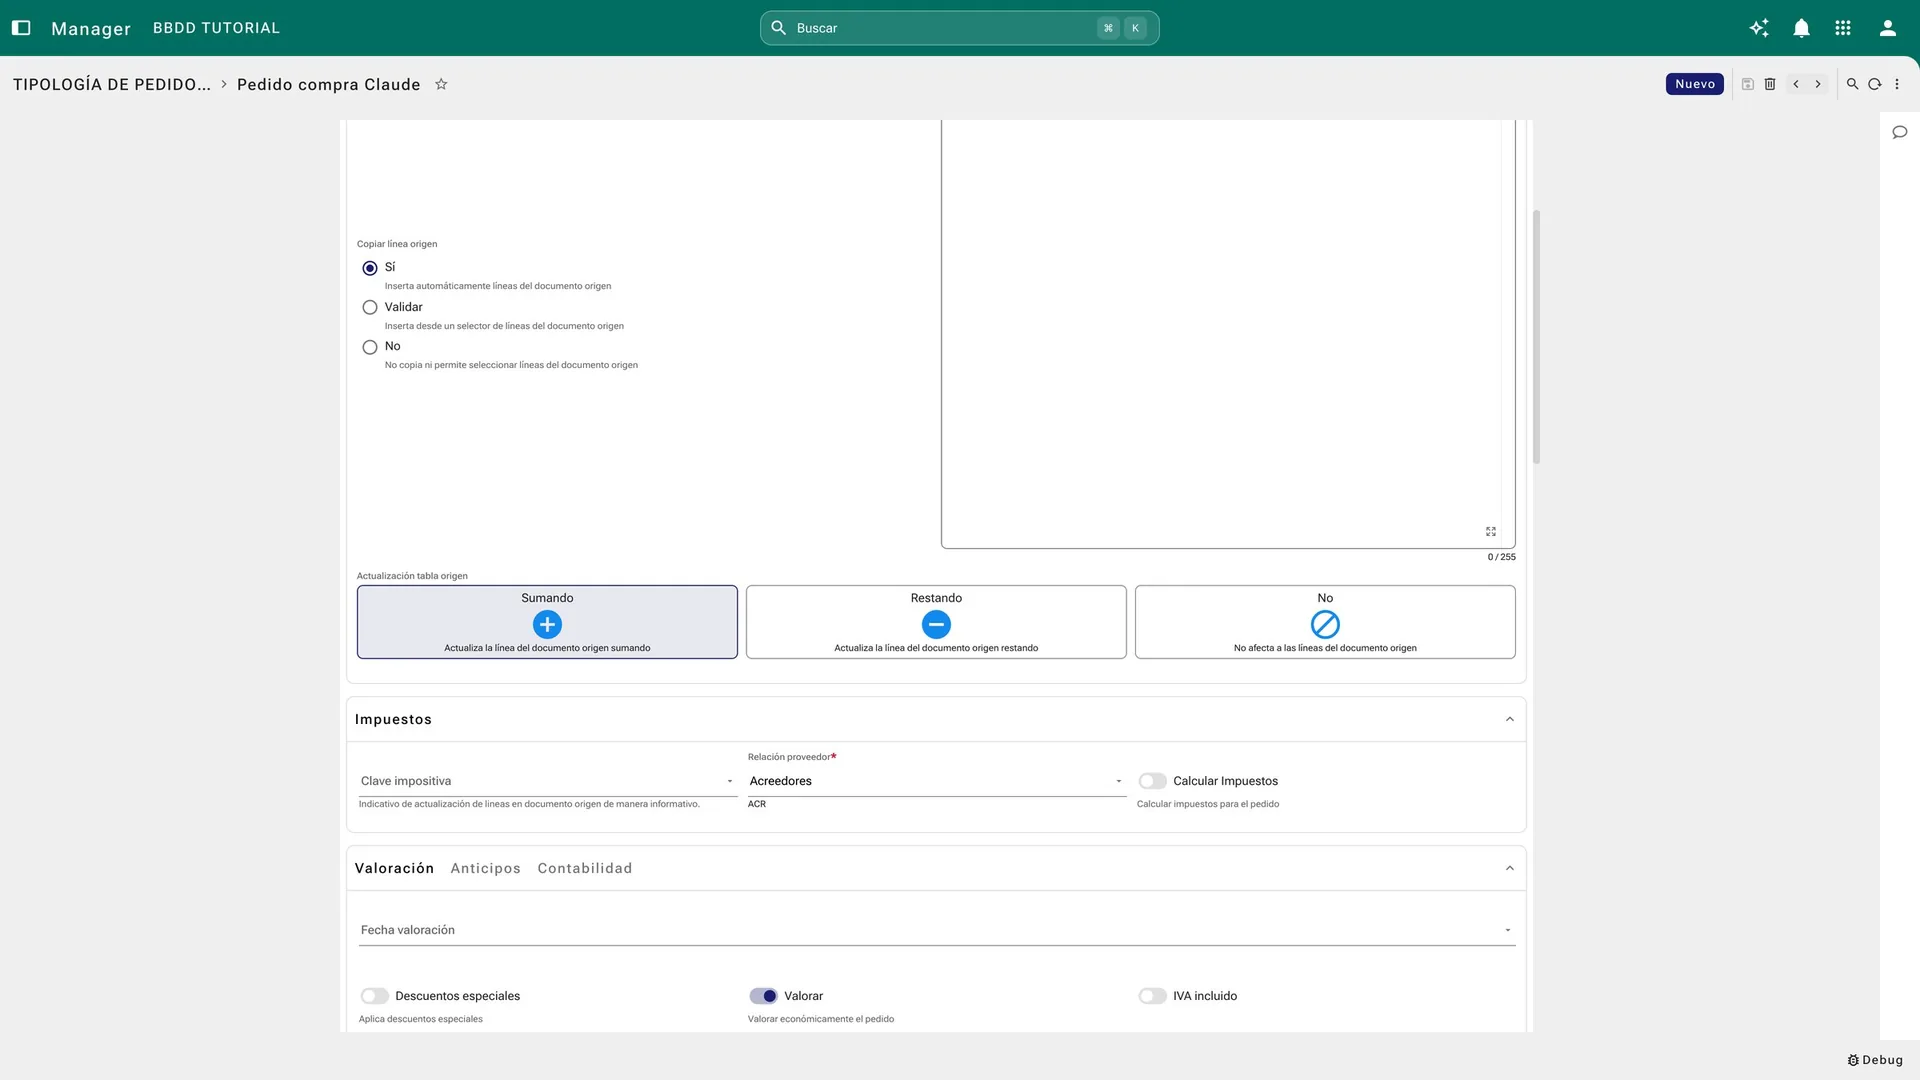 Manager BBDD TUTORIAL Buscar ⌘ K
TIPOLOGÍA DE PEDIDO... > Pedido compra Claude Nuevo
Copiar línea origen
Sí
Inserta automáticamente líneas del documento origen
Validar
Inserta desde un selector de líneas del documento origen
No
No copia ni permite seleccionar líneas del documento origen
0 / 255
Actualización tabla origen
Sumando Restando No
Actualiza la línea del documento origen sumando Actualiza la línea del documento origen restando No afecta a las líneas del documento origen
Impuestos
Relación proveedor*
Clave impositiva Acreedores Calcular Impuestos
Indicativo de actualización de lineas en documento origen de manera informativo. ACR Calcular impuestos para el pedido
Valoración Anticipos Contabilidad
Fecha valoración
Descuentos especiales Valorar IVA incluido
Aplica descuentos especiales Valorar económicamente el pedido
Debug